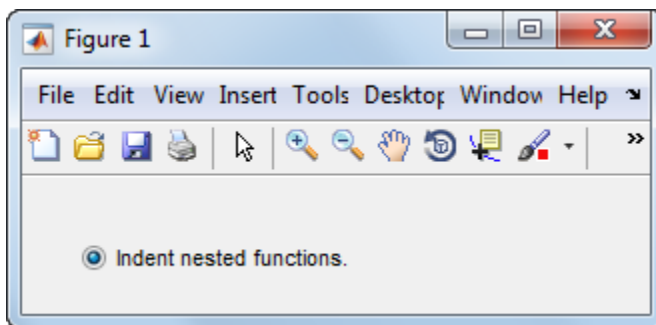 Figure 1
File Edit View Insert Tools Desktop Window Help
Indent nested functions.